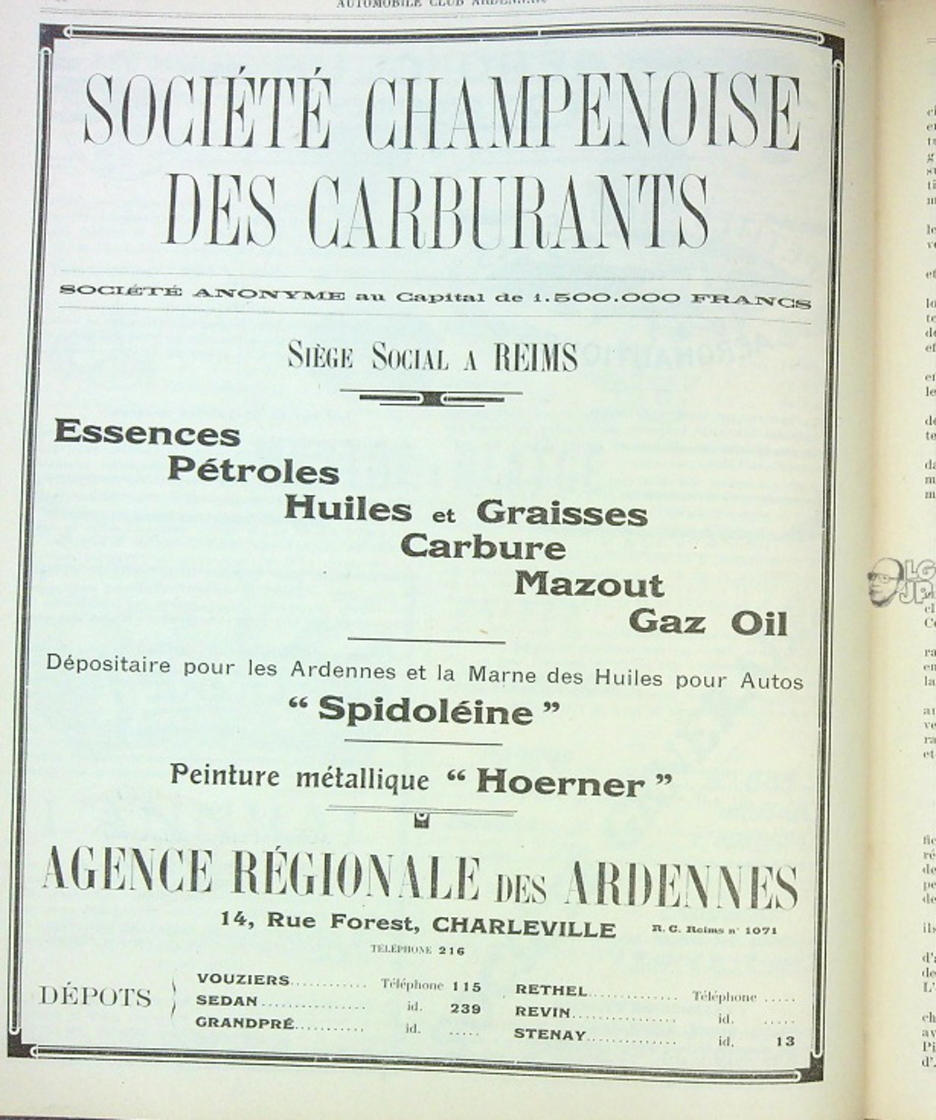 AUTOMOBILE CLUB ARDENNAIS
SOCIÉTÉ CHAMPENOISE
DES CARBURANTS
SOCIÉTÉ ANONYME au Capital de 1.500.000 FRANCS
SIÈGE SOCIAL A REIMS
Essences
Pétroles
Huiles et Graisses
Carbure
Mazout
Gaz Oil
Dépositaire pour les Ardennes et la Marne des Huiles pour Autos
“ Spidoléine ”
Peinture métallique “ Hoerner ”
AGENCE RÉGIONALE DES ARDENNES
14, Rue Forest, CHARLEVILLE R. C. Reims n° 1071
TÉLÉPHONE 216
DÉPOTS
VOUZIERS........... Téléphone 115
SEDAN............... id. 239
GRANDPRÉ.......... id. .....
RETHEL............. Téléphone .....
REVIN............... id. .....
STENAY............. id. 13
LG
JP